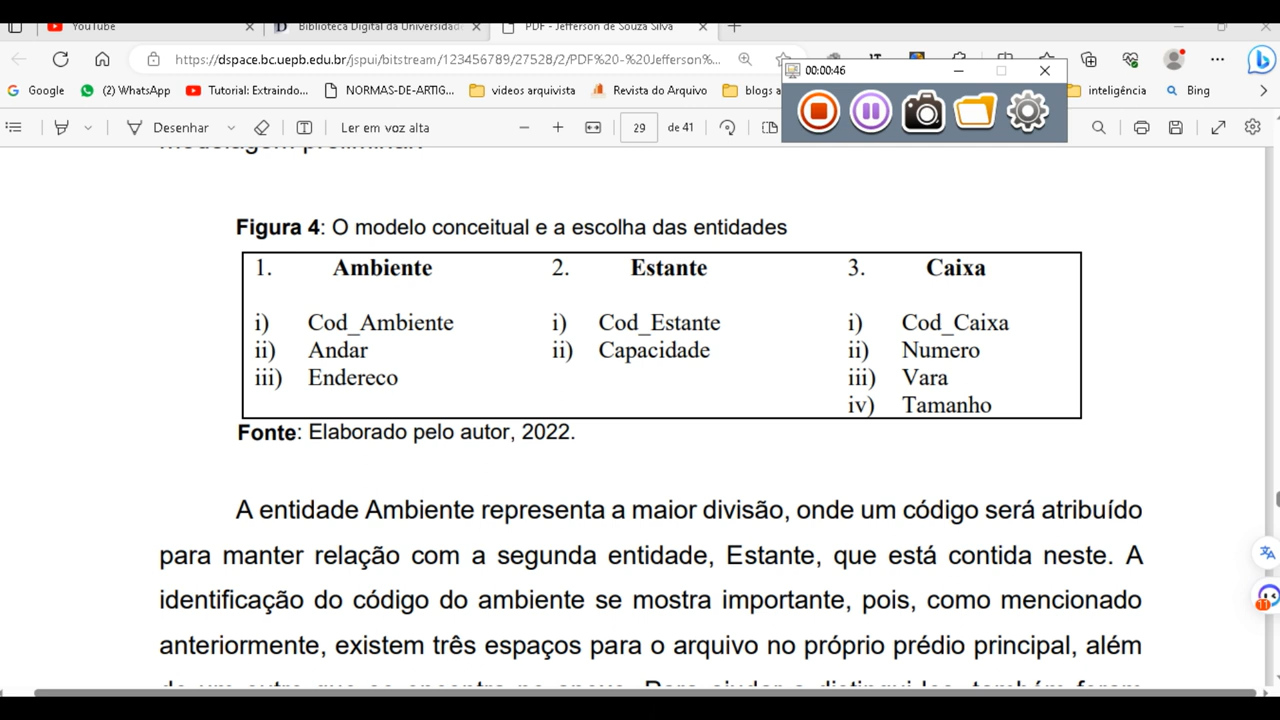 YouTube
Biblioteca Digital da Universidade
PDF - Jefferson de Souza Silva
00:00:46
https://dspace.bc.uepb.edu.br/jspui/bitstream/123456789/27528/2/PDF%20-%20Jefferson%...
Google
(2) WhatsApp
Tutorial: Extraindo...
NORMAS-DE-ARTIG...
videos arquivista
Revista do Arquivo
blogs a
inteligência
Bing
Desenhar
Ler em voz alta
29
de 41
modelagem preliminar.
Figura 4: O modelo conceitual e a escolha das entidades
1. Ambiente 2. Estante 3. Caixa
i) Cod_Ambiente i) Cod_Estante i) Cod_Caixa
ii) Andar ii) Capacidade ii) Numero
iii) Endereco iii) Vara
iv) Tamanho
Fonte: Elaborado pelo autor, 2022.
A entidade Ambiente representa a maior divisão, onde um código será atribuído
para manter relação com a segunda entidade, Estante, que está contida neste. A
identificação do código do ambiente se mostra importante, pois, como mencionado
anteriormente, existem três espaços para o arquivo no próprio prédio principal, além
11